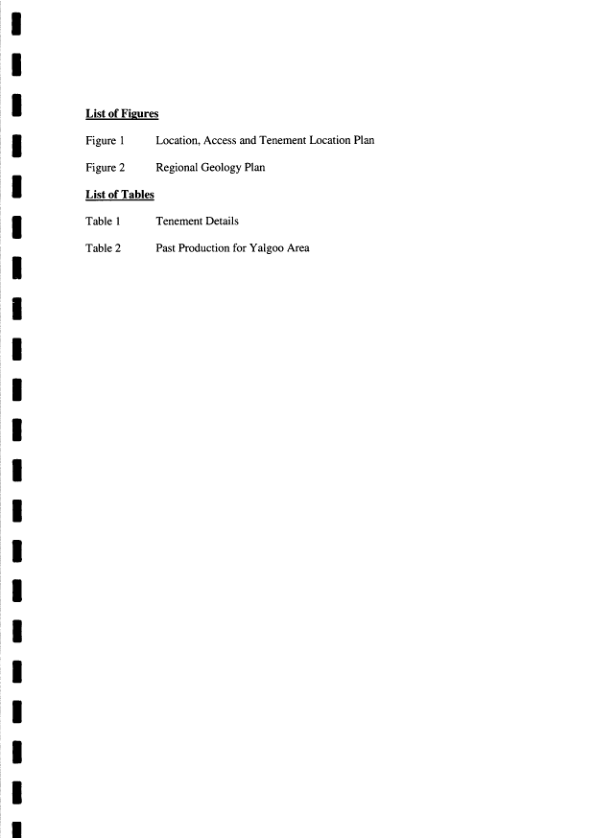 List of Figures
Figure 1 Location, Access and Tenement Location Plan
Figure 2 Regional Geology Plan
List of Tables
Table 1 Tenement Details
Table 2 Past Production for Yalgoo Area